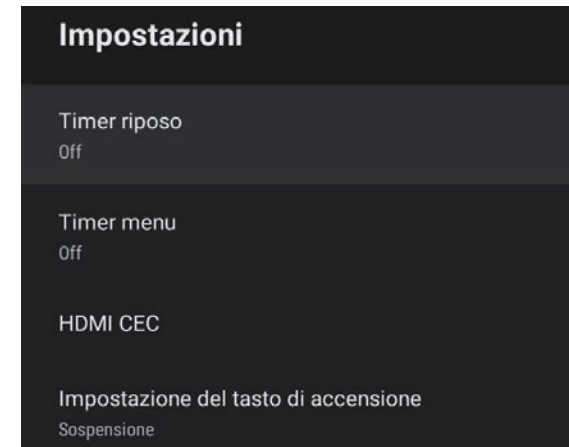 Impostazioni
Timer riposo
Off
Timer menu
Off
HDMI CEC
Impostazione del tasto di accensione
Sospensione